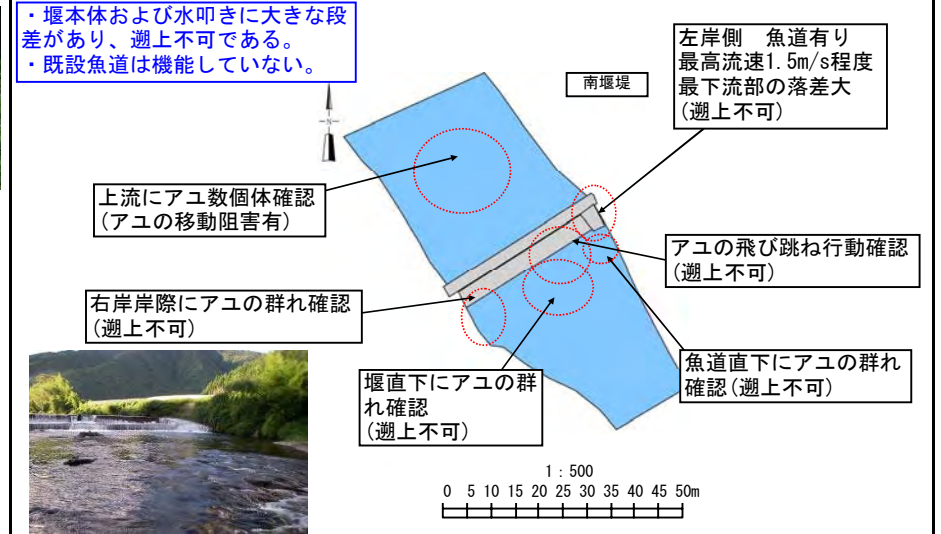 ・堰本体および水叩きに大きな段
差があり、遡上不可である。
・既設魚道は機能していない。
南堰堤
左岸側　魚道有り
最高流速1.5m/s程度
最下流部の落差大
(遡上不可)
N
上流にアユ数個体確認
(アユの移動阻害有)
アユの飛び跳ね行動確認
(遡上不可)
右岸岸際にアユの群れ確認
(遡上不可)
堰直下にアユの群
れ確認
(遡上不可)
魚道直下にアユの群れ
確認(遡上不可)
1：500
0 5 10 15 20 25 30 35 40 45 50m